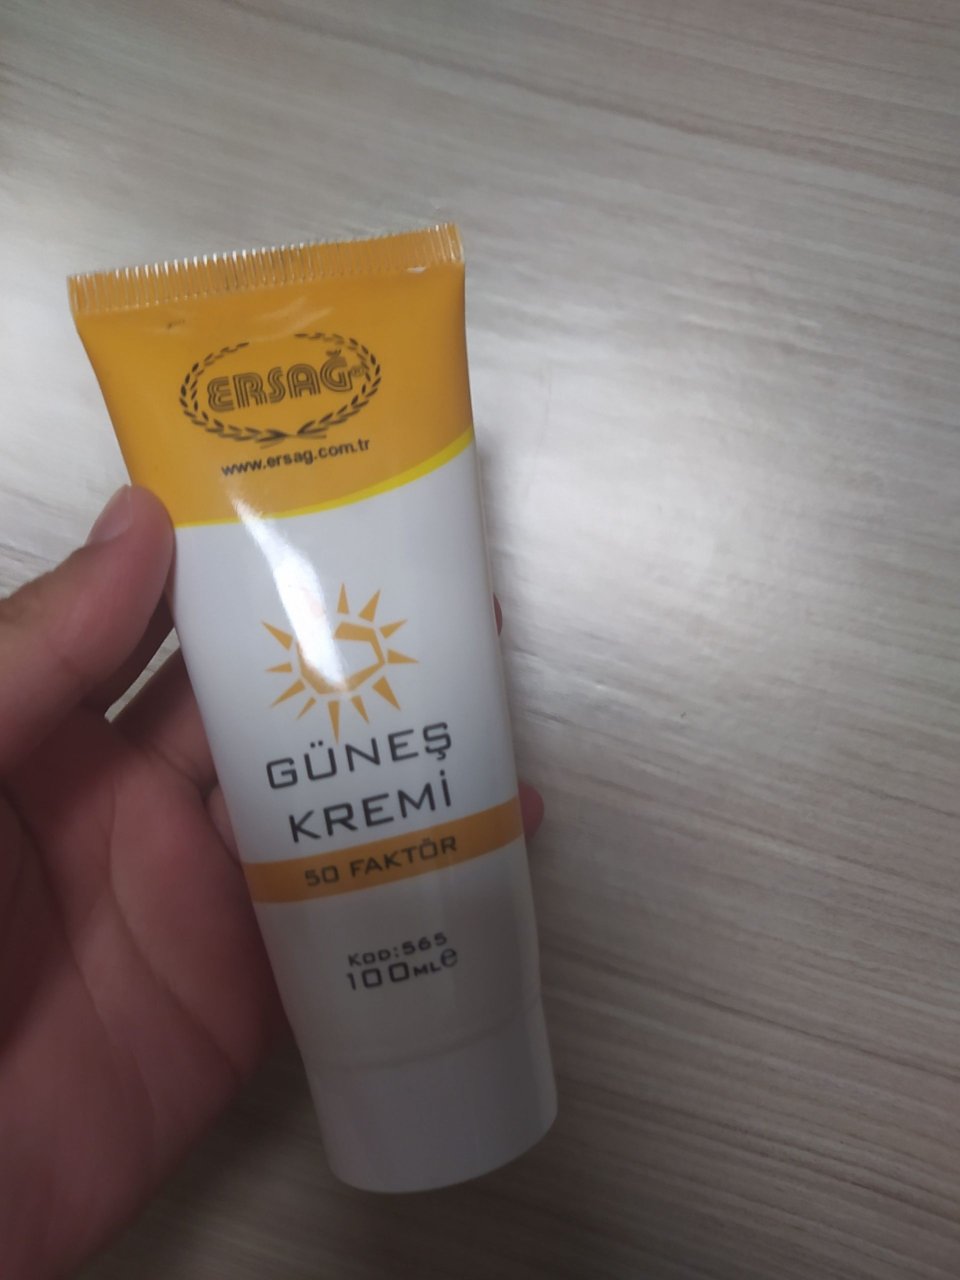 ERSAĞ
www.ersag.com.tr
GÜNEŞ
KREMİ
50 FAKTÖR
KOD:565
100ML℮